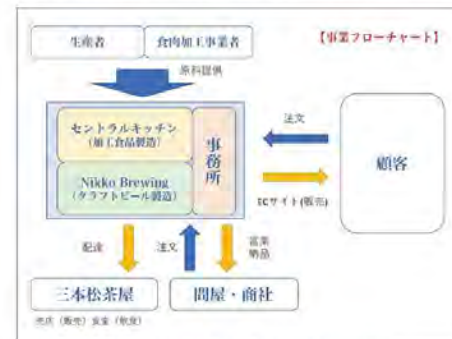 【事業フローチャート】
生産者
食肉加工事業者
原料提供
セントラルキッチン
(加工食品製造)
事務所
Nikko Brewing
(クラフトビール製造)
注文
顧客
ECサイト(販売)
配達
注文
営業
納品
三本松茶屋
問屋・商社
売店（販売）食堂（飲食）